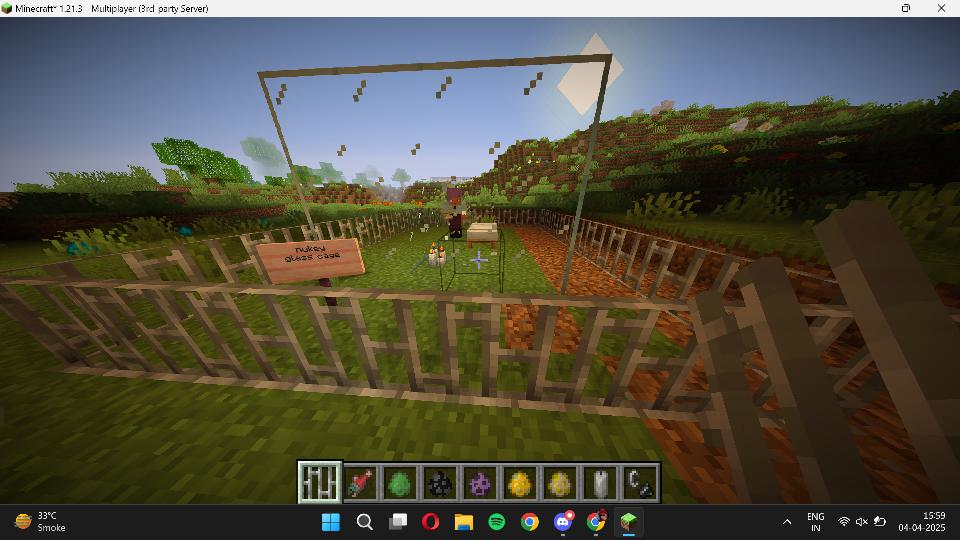 Minecraft* 1.21.3 - Multiplayer (3rd-party Server)
nukey
glass case
33°C
Smoke
ENG
IN
15:59
04-04-2025